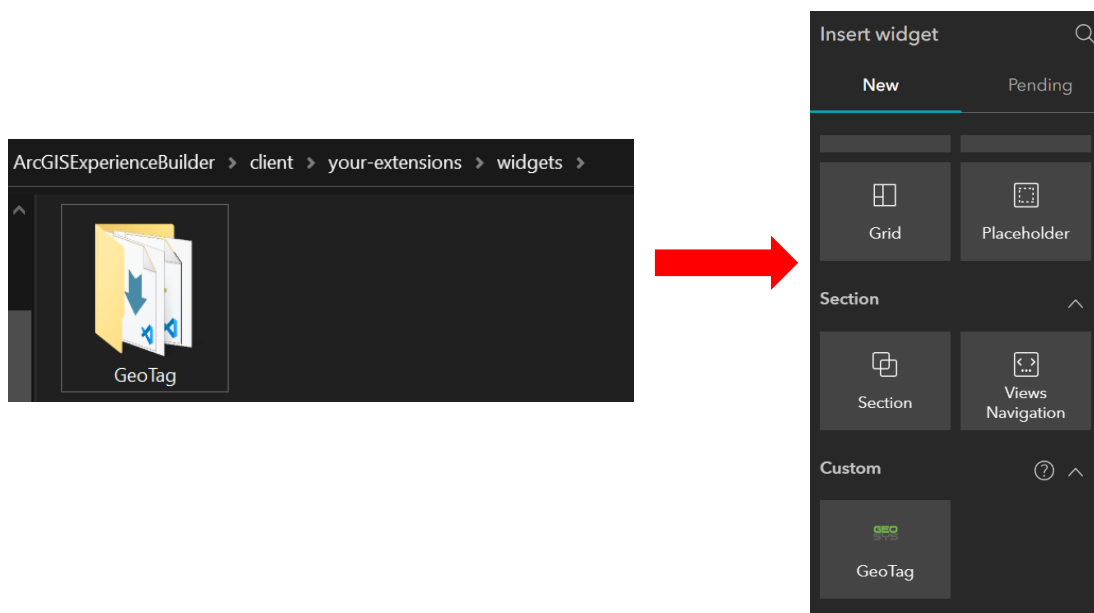 ArcGISExperienceBuilder > client > your-extensions > widgets >
GeoTag
Insert widget
New Pending
Grid Placeholder
Section
Section Views
Navigation
Custom
GEO
SYS
GeoTag